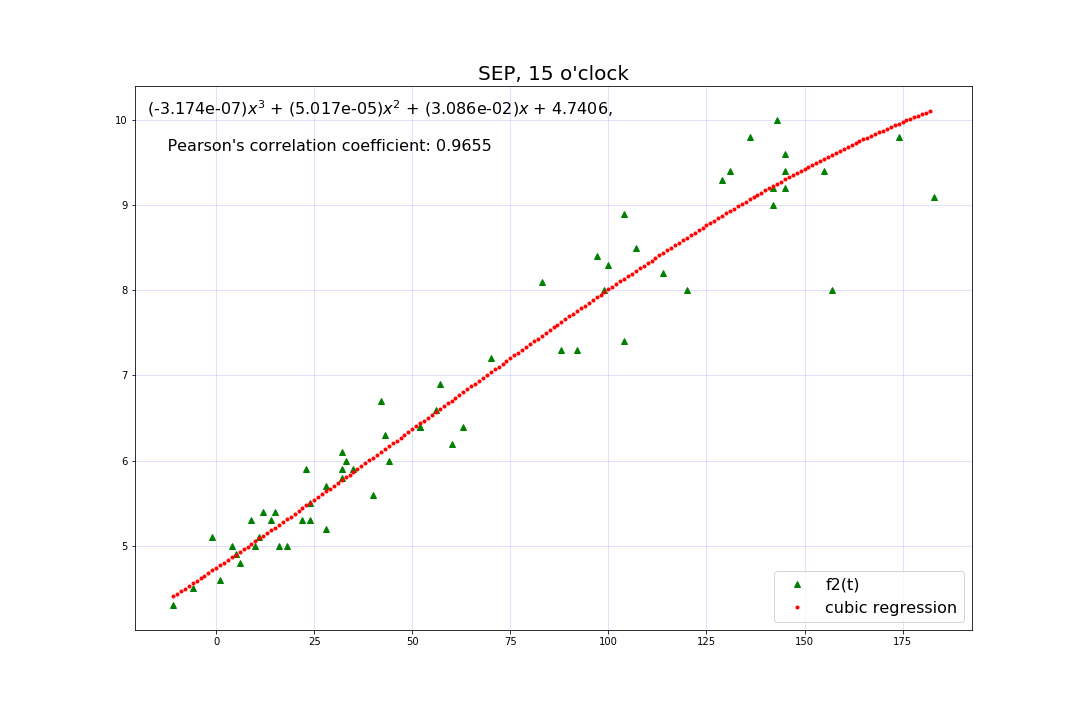 SEP, 15 o'clock
(-3.174e-07)x³ + (5.017e-05)x² + (3.086e-02)x + 4.7406,
Pearson's correlation coefficient: 0.9655
10
9
8
7
6
5
f2(t)
cubic regression
0 25 50 75 100 125 150 175